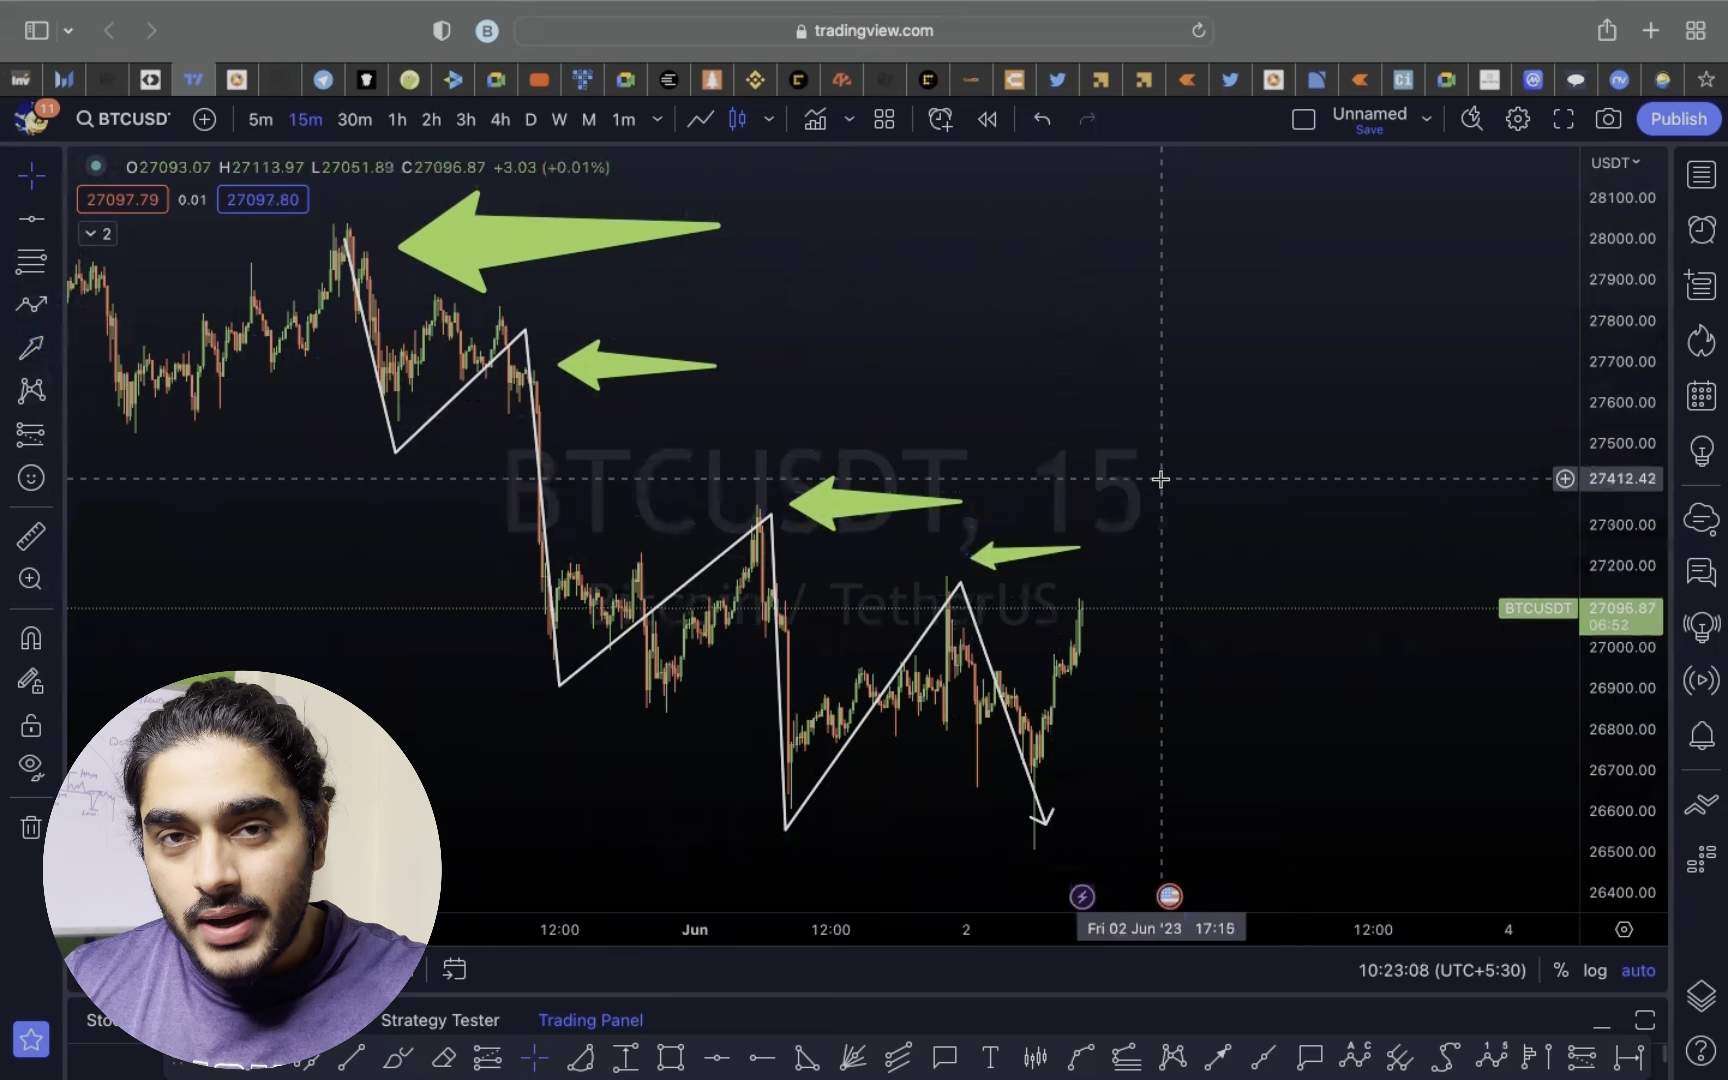 tradingview.com
Inv
Ci
11
BTCUSDT
5m 15m 30m 1h 2h 3h 4h D W M 1m
Unnamed
Save
Publish
O27093.07 H27113.97 L27051.89 C27096.87 +3.03 (+0.01%)
27097.79 0.01 27097.80
2
USDT
28100.00
28000.00
27900.00
27800.00
27700.00
27600.00
27500.00
27412.42
27300.00
27200.00
BTCUSDT 27096.87
06:52
27000.00
26900.00
26800.00
26700.00
26600.00
26500.00
26400.00
BTCUSDT, 15
Bitcoin / TetherUS
12:00 Jun 12:00 2 Fri 02 Jun '23 17:15 12:00 4
10:23:08 (UTC+5:30) % log auto
Strategy Tester Trading Panel